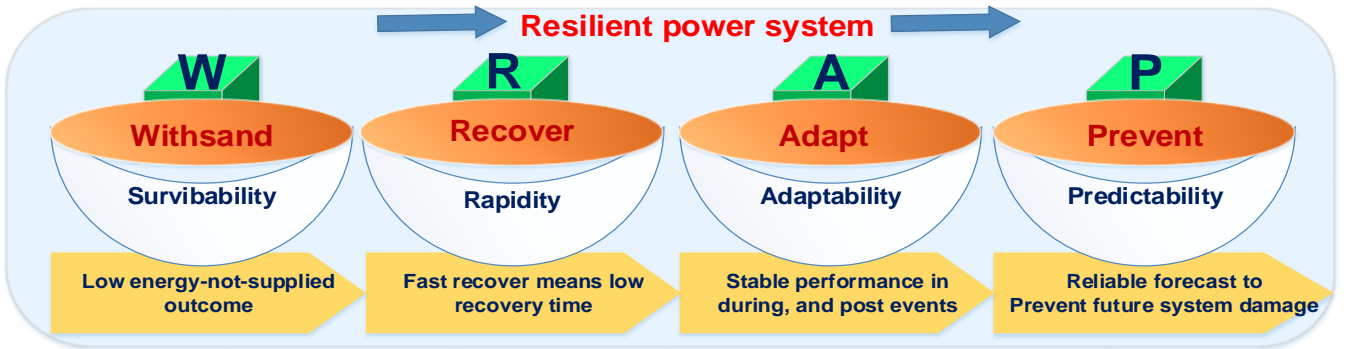 Resilient power system
W
Withsand
Survibability
Low energy-not-supplied
outcome
R
Recover
Rapidity
Fast recover means low
recovery time
A
Adapt
Adaptability
Stable performance in
during, and post events
P
Prevent
Predictability
Reliable forecast to
Prevent future system damage